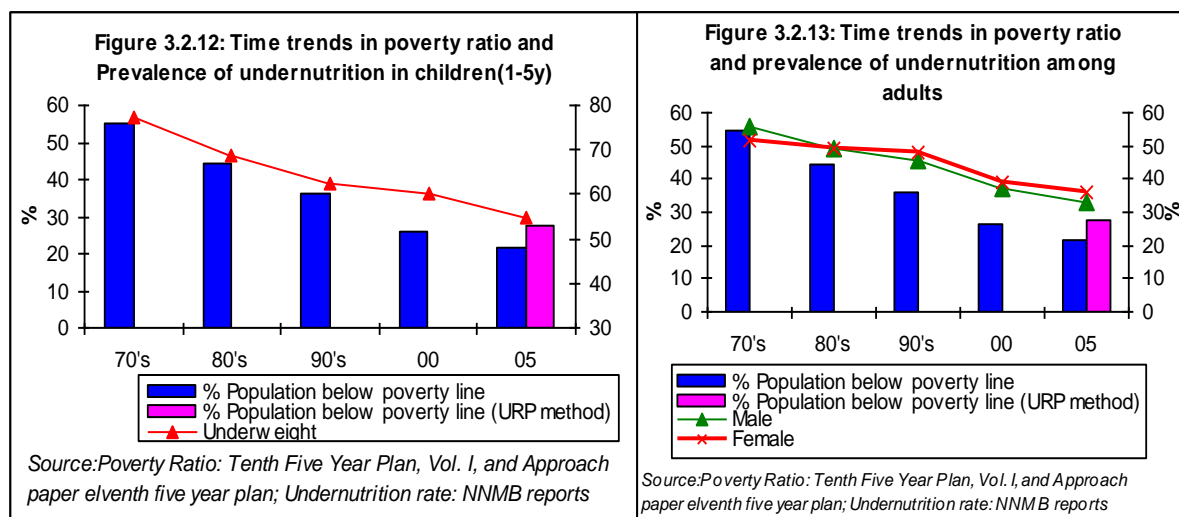 Figure 3.2.12: Time trends in poverty ratio and
Prevalence of undernutrition in children(1-5y)
60
50
40
30
20
10
0
%
80
70
60
50
40
30
70's 80's 90's 00 05
% Population below poverty line
% Population below poverty line (URP method)
Underweight
Source:Poverty Ratio: Tenth Five Year Plan, Vol. I, and Approach
paper elventh five year plan; Undernutrition rate: NNMB reports
Figure 3.2.13: Time trends in poverty ratio
and prevalence of undernutrition among
adults
60
50
40
30
20
10
0
%
60
50
40
30
20
10
0
%
70's 80's 90's 00 05
% Population below poverty line
% Population below poverty line (URP method)
Male
Female
Source:Poverty Ratio: Tenth Five Year Plan, Vol. I, and Approach
paper elventh five year plan; Undernutrition rate: NNMB reports